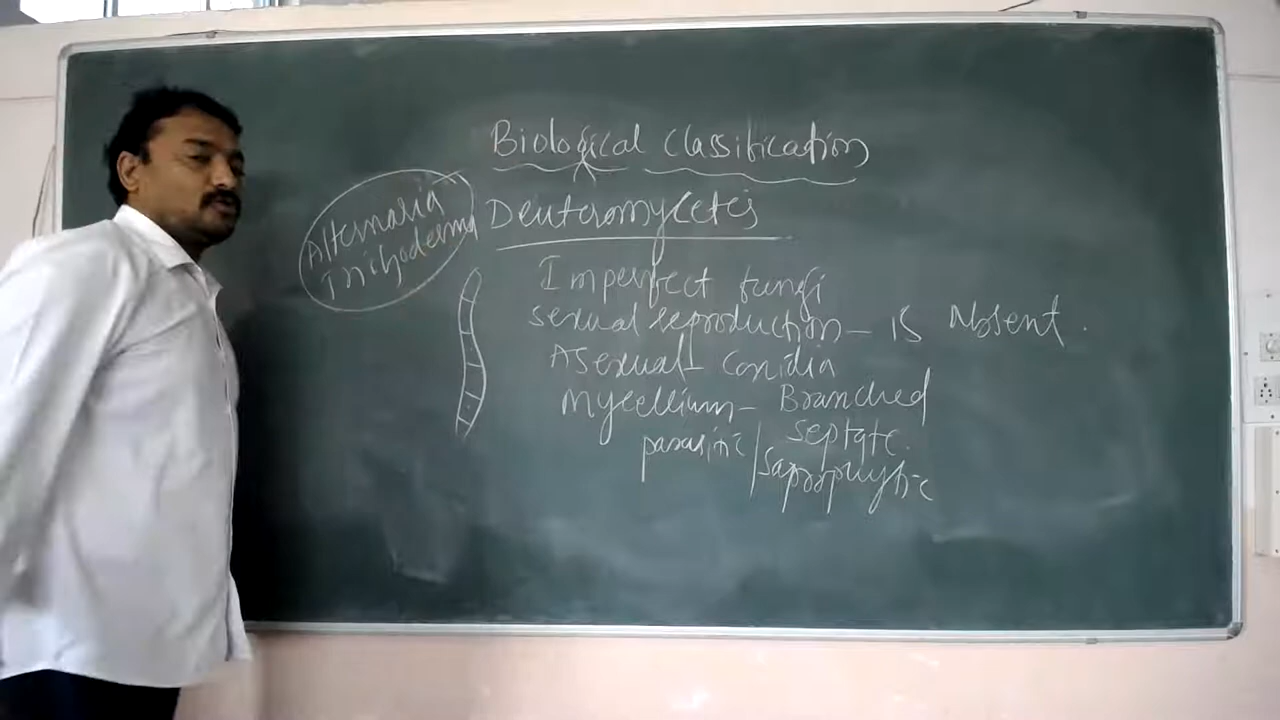 Biological Classification
Alternaria
Trichoderma
Deuteromycetes
Imperfect fungi
Sexual reproduction – is Absent.
Asexual – Conidia
Mycellium – Branched
Septate.
parasitic / Saprophytic